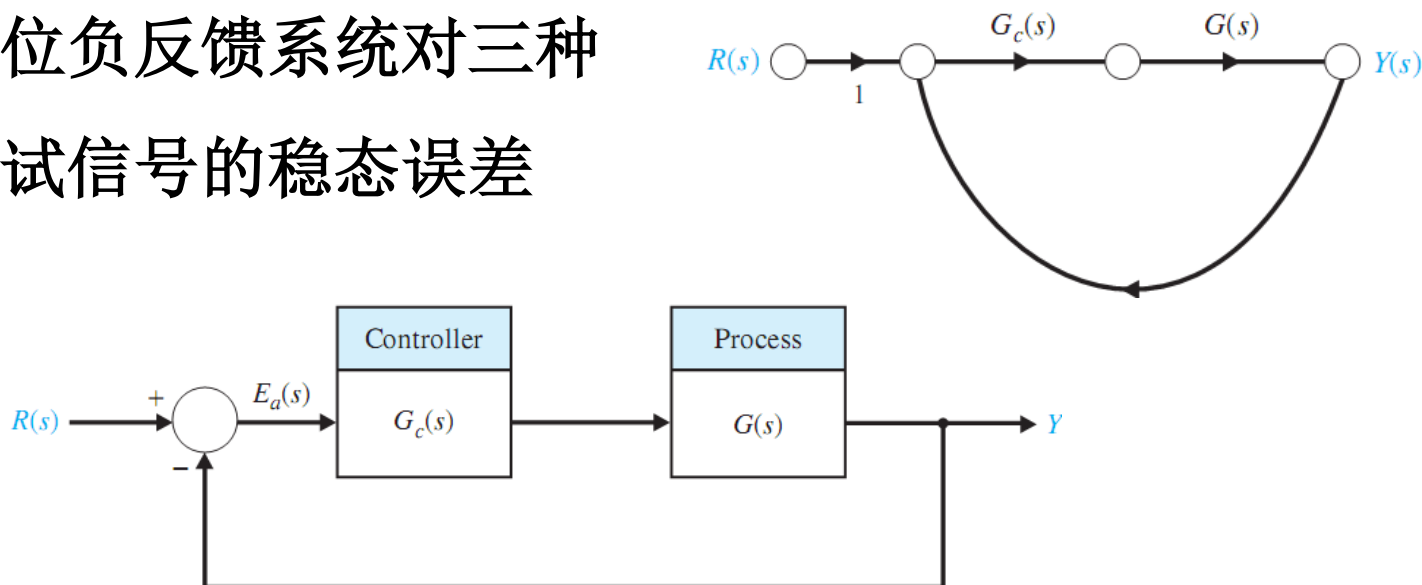 位负反馈系统对三种
试信号的稳态误差
R(s)
1
G_c(s)
G(s)
Y(s)
R(s)
+
−
E_a(s)
Controller
G_c(s)
Process
G(s)
Y